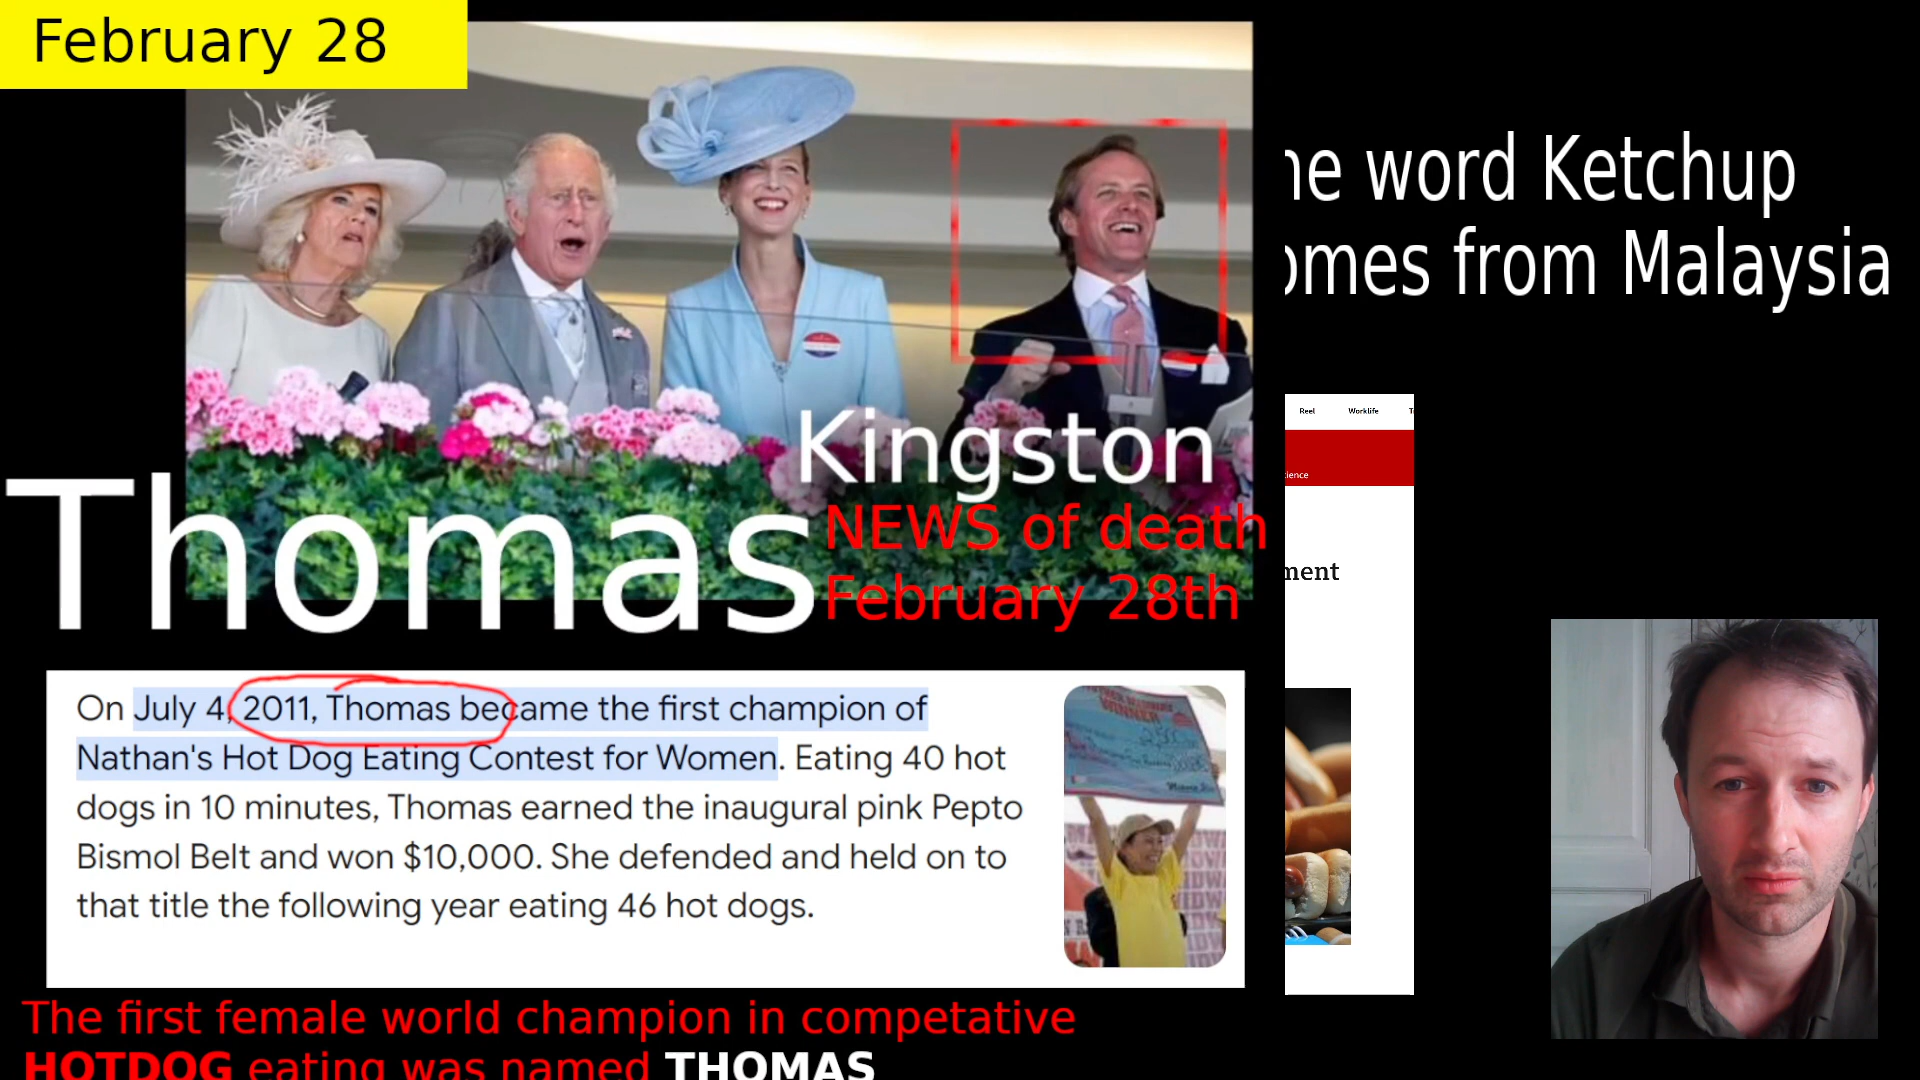 February 28
he word Ketchup
omes from Malaysia
Reel Worklife
Kingston
Thomas
NEWS of death
February 28th
ience
ment
On July 4, 2011, Thomas became the first champion of
Nathan's Hot Dog Eating Contest for Women. Eating 40 hot
dogs in 10 minutes, Thomas earned the inaugural pink Pepto
Bismol Belt and won $10,000. She defended and held on to
that title the following year eating 46 hot dogs.
WINNER
The first female world champion in competative
HOTDOG eating was named THOMAS